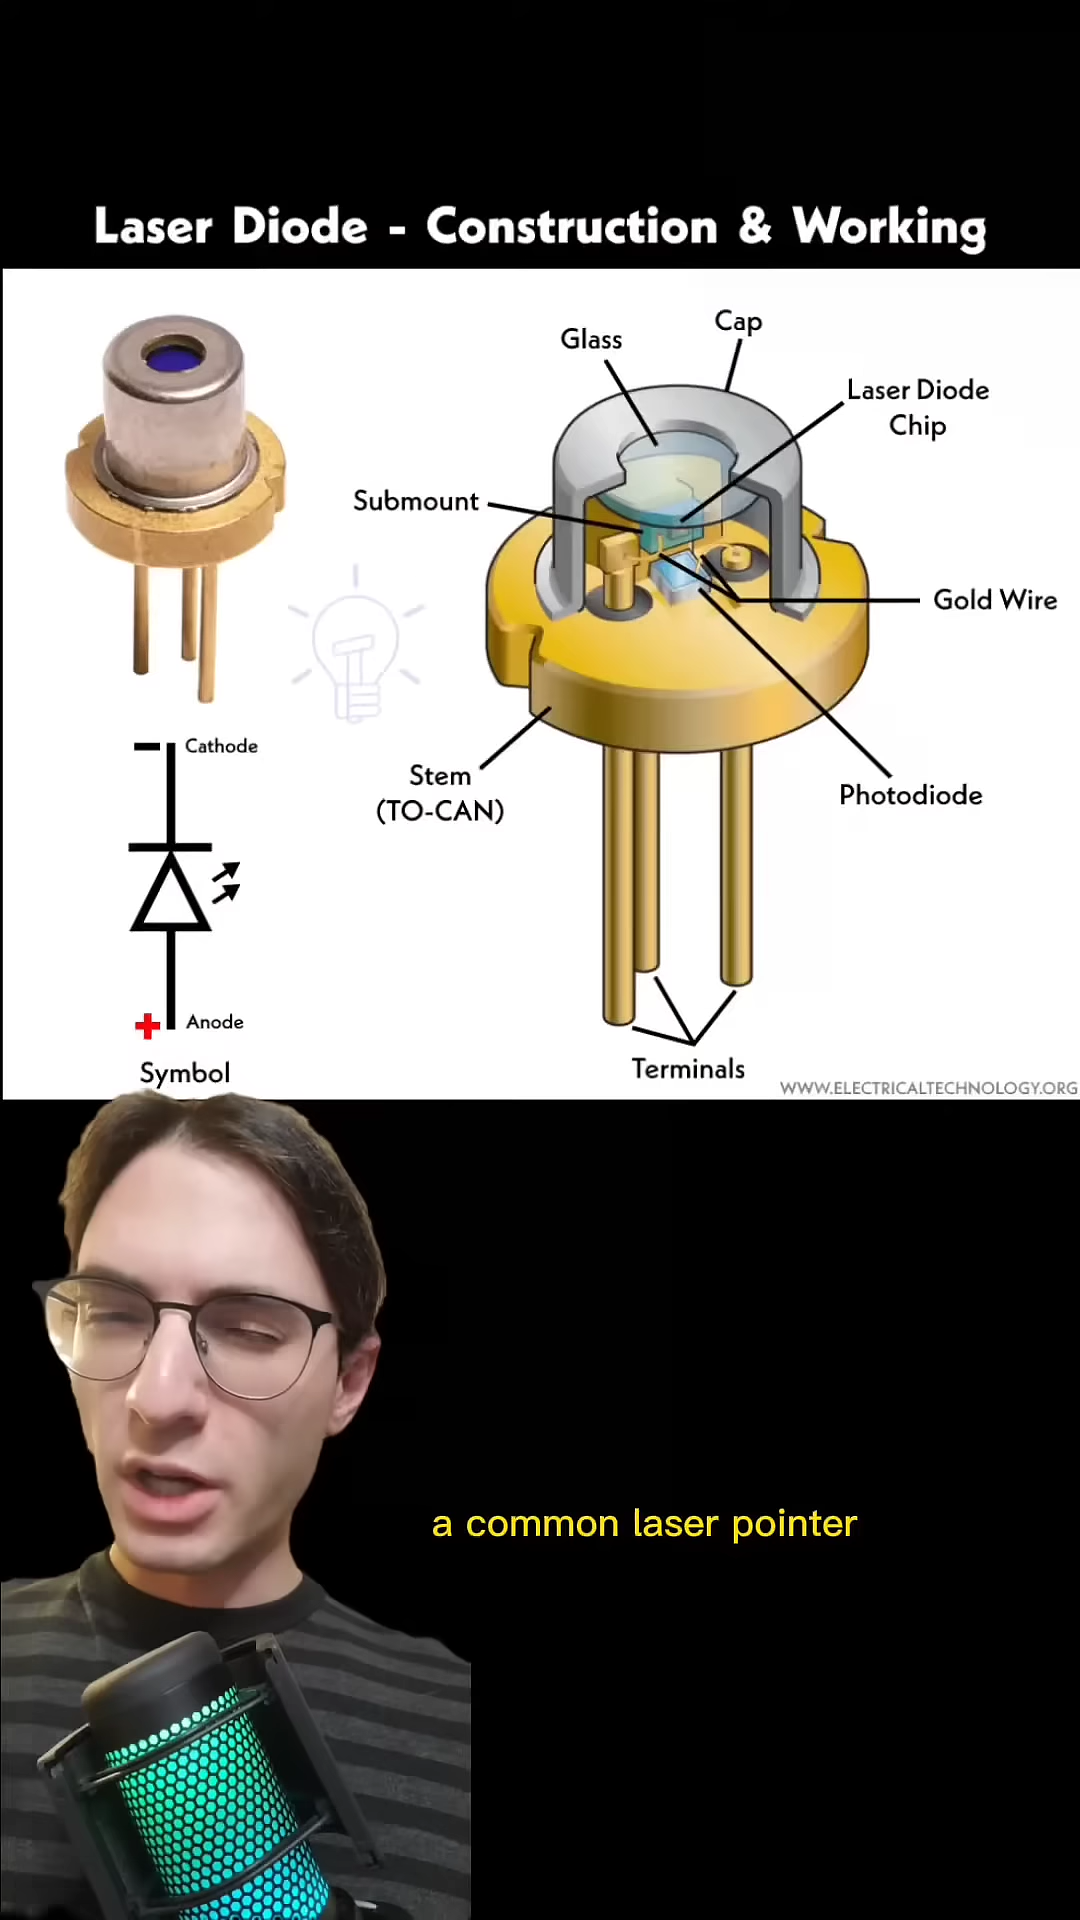 Laser Diode - Construction & Working
Cap
Glass
Laser Diode
Chip
Submount
Gold Wire
Cathode
Stem
(TO-CAN)
Photodiode
Anode
Symbol
Terminals
WWW.ELECTRICALTECHNOLOGY.ORG
a common laser pointer